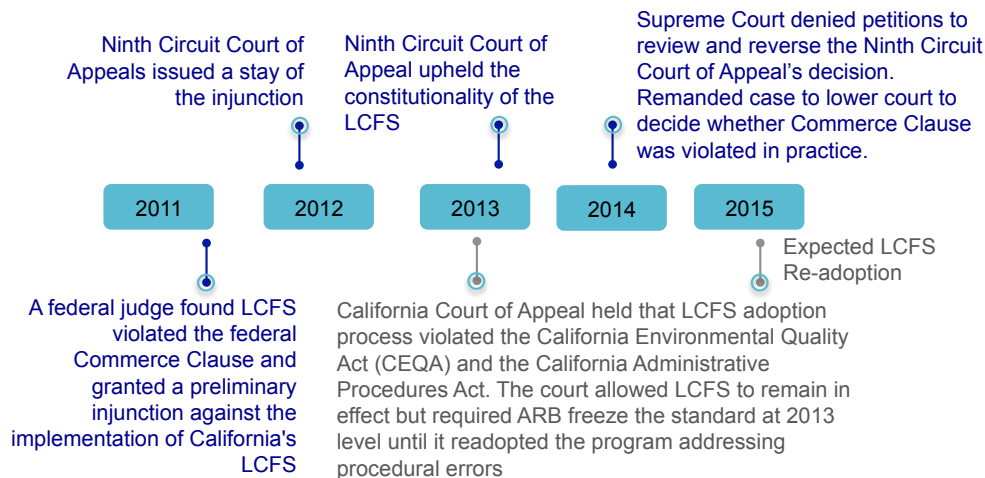 Ninth Circuit Court of
Appeals issued a stay of
the injunction
Ninth Circuit Court of
Appeal upheld the
constitutionality of the
LCFS
Supreme Court denied petitions to
review and reverse the Ninth Circuit
Court of Appeal's decision.
Remanded case to lower court to
decide whether Commerce Clause
was violated in practice.
2011
2012
2013
2014
2015
Expected LCFS
Re-adoption
A federal judge found LCFS
violated the federal
Commerce Clause and
granted a preliminary
injunction against the
implementation of California's
LCFS
California Court of Appeal held that LCFS adoption
process violated the California Environmental Quality
Act (CEQA) and the California Administrative
Procedures Act. The court allowed LCFS to remain in
effect but required ARB freeze the standard at 2013
level until it readopted the program addressing
procedural errors